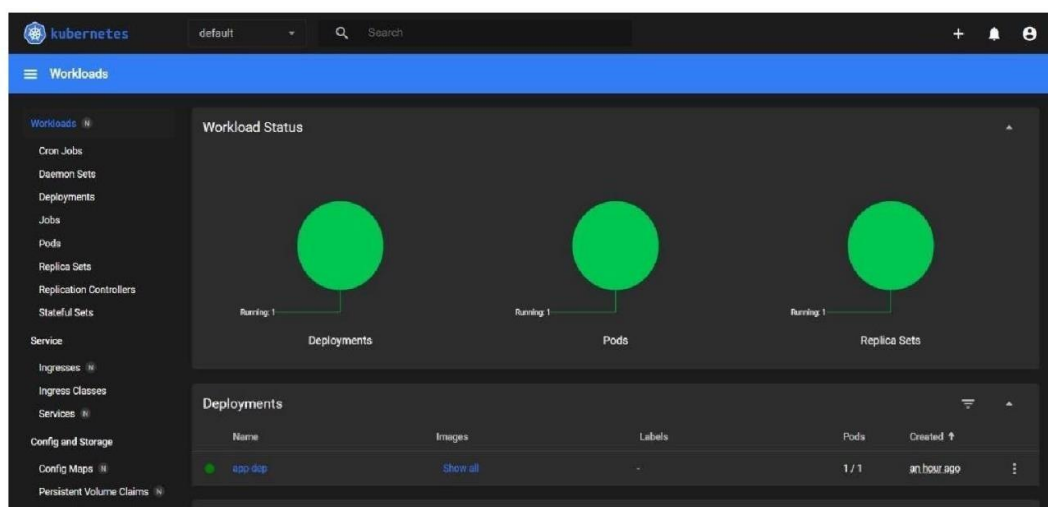 kubernetes
default
Search
Workloads
Workloads N
Cron Jobs
Daemon Sets
Deployments
Jobs
Pods
Replica Sets
Replication Controllers
Stateful Sets
Service
Ingresses N
Ingress Classes
Services N
Config and Storage
Config Maps N
Persistent Volume Claims N
Workload Status
Running: 1
Deployments
Running: 1
Pods
Running: 1
Replica Sets
Deployments
Name Images Labels Pods Created ↑
app-dep Show all - 1 / 1 an hour ago